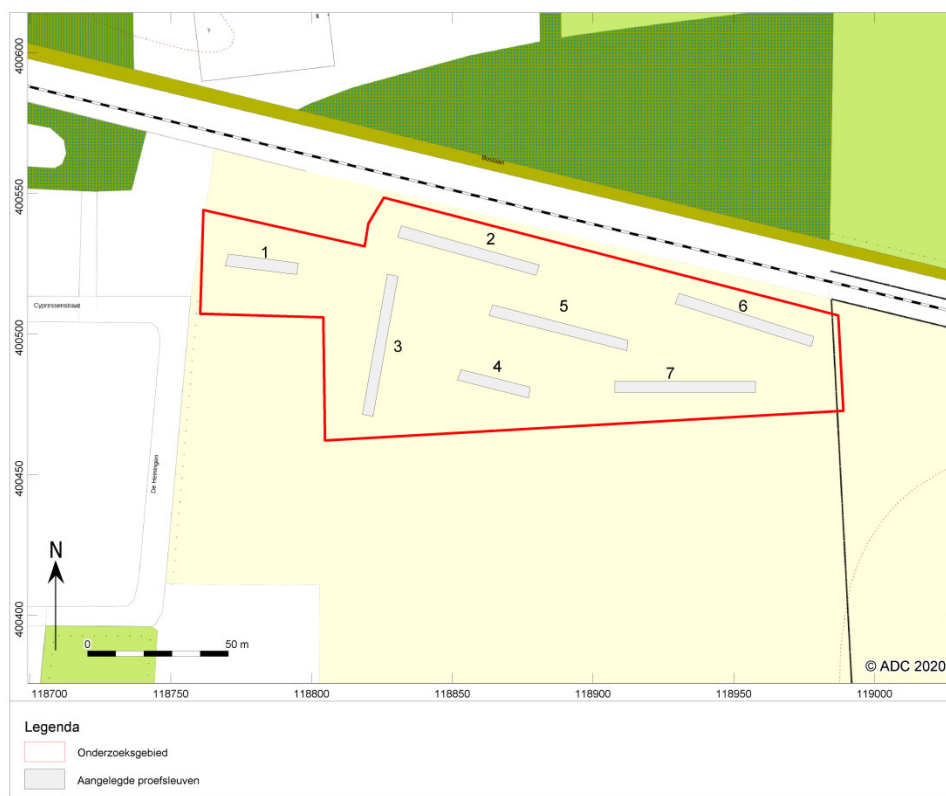 400600
Boslaan
400550
1
2
Cypressenstraat
5
6
400500
3
4
7
400450
De Heiningen
N
400400
0 50 m
© ADC 2020
118700 118750 118800 118850 118900 118950 119000
Legenda
Onderzoeksgebied
Aangelegde proefsleuven